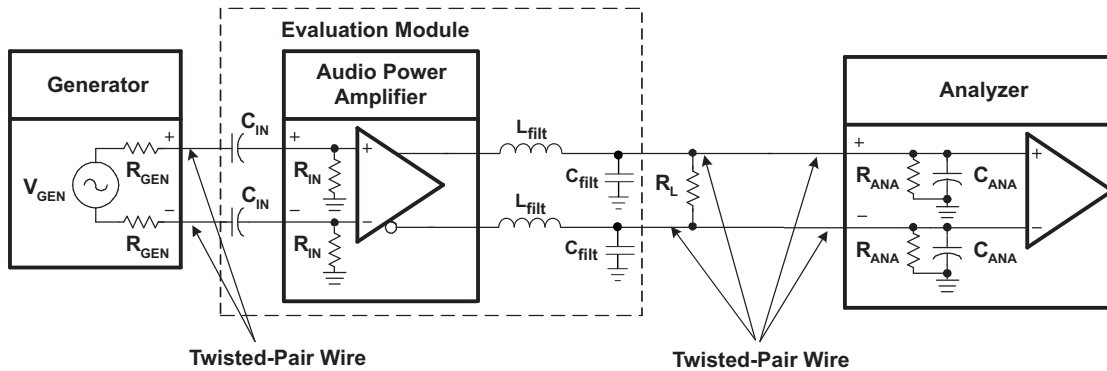 Evaluation Module
Generator
Audio Power
Amplifier
Analyzer
C_IN
L_filt
+
+
+
+
+
R_GEN
R_IN
C_filt
R_L
R_ANA
C_ANA
V_GEN
−
C_IN
−
−
L_filt
−
−
R_GEN
R_IN
C_filt
R_ANA
C_ANA
Twisted-Pair Wire
Twisted-Pair Wire